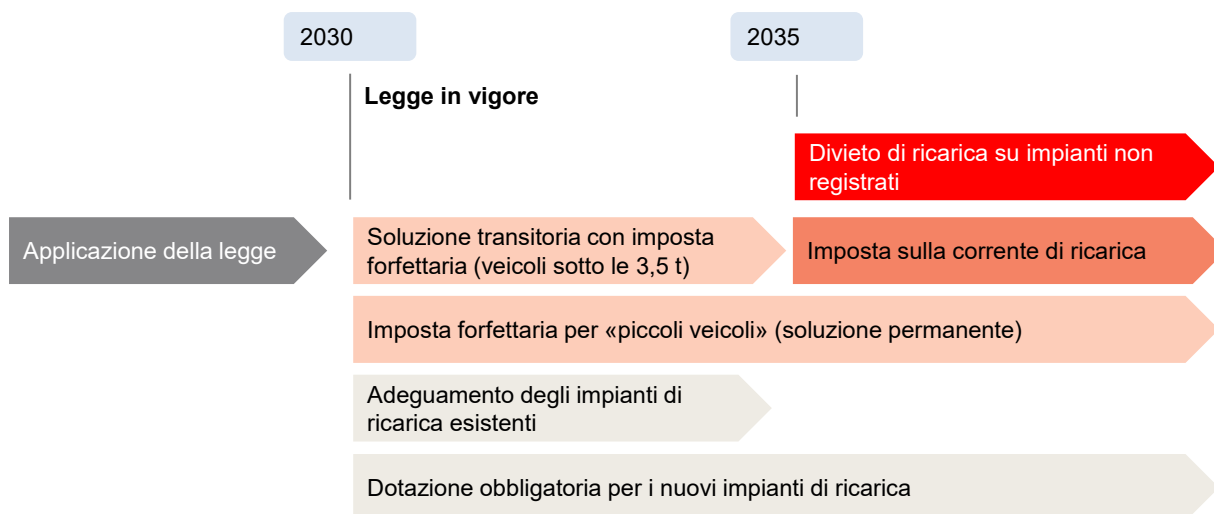 2030
2035
Legge in vigore
Divieto di ricarica su impianti non
registrati
Applicazione della legge
Soluzione transitoria con imposta
forfettaria (veicoli sotto le 3,5 t)
Imposta sulla corrente di ricarica
Imposta forfettaria per «piccoli veicoli» (soluzione permanente)
Adeguamento degli impianti di
ricarica esistenti
Dotazione obbligatoria per i nuovi impianti di ricarica